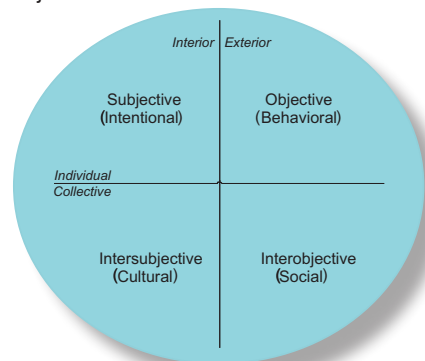 Interior Exterior
Subjective
(Intentional)
Objective
(Behavioral)
Individual
Collective
Intersubjective
(Cultural)
Interobjective
(Social)